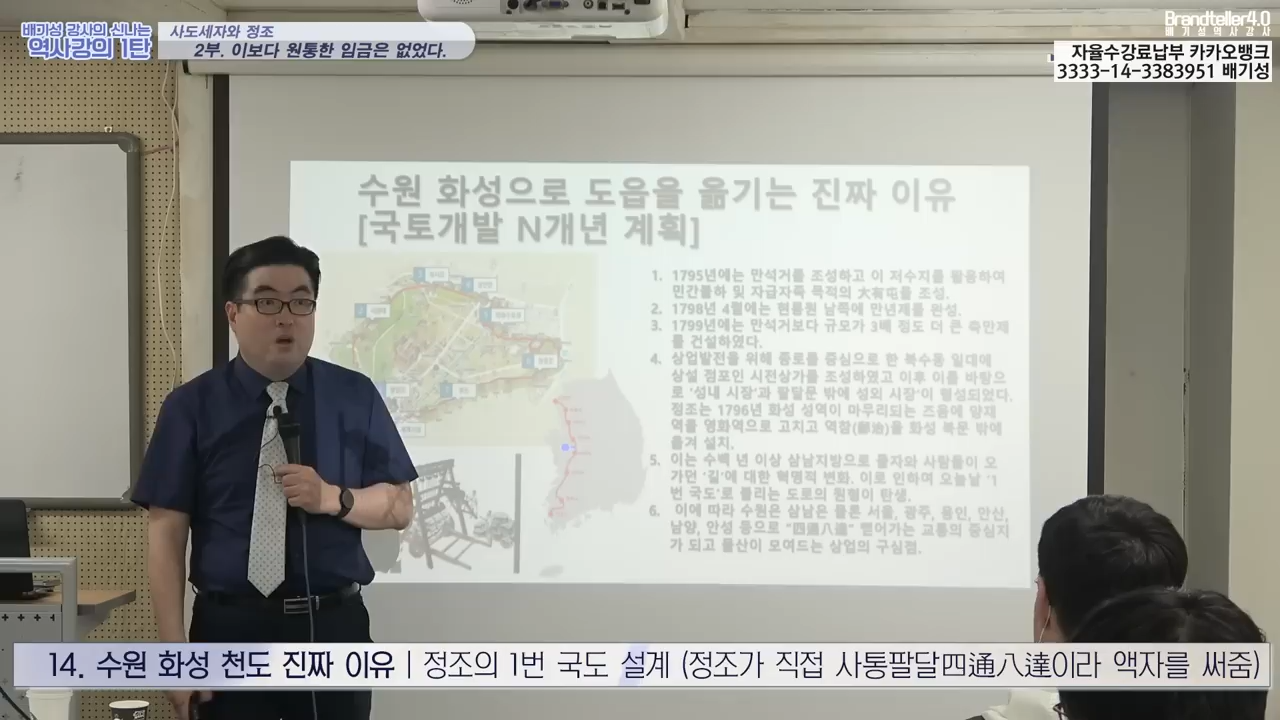 배기성 강사의 신나는
역사강의 1탄
사도세자와 정조
2부. 이보다 원통한 임금은 없었다.
Brandteller4.0
배기성역사강사
자율수강료납부 카카오뱅크
3333-14-3383951 배기성
수원 화성으로 도읍을 옮기는 진짜 이유
[국토개발 N개년 계획]
1. 1795년에는 만석거를 조성하고 이 저수지를 활용하여
민간불하 및 자급자족 목적의 大有屯을 조성.
2. 1798년 4월에는 현륭원 남쪽에 만년제를 완성.
3. 1799년에는 만석거보다 규모가 3배 정도 더 큰 축만제
를 건설하였다.
4. 상업발전을 위해 종로를 중심으로 한 북수동 일대에
상설 점포인 시전상가를 조성하였고 이후 이를 바탕으
로 '성내 시장'과 팔달문 밖에 성외 시장'이 형성되었다.
정조는 1796년 화성 성역이 마무리되는 즈음에 양재
역을 영화역으로 고치고 역참(郵治)을 화성 북문 밖에
옮겨 설치.
5. 이는 수백 년 이상 삼남지방으로 물자와 사람들이 오
가던 '길'에 대한 혁명적 변화. 이로 인하여 오늘날 '1
번 국도'로 불리는 도로의 원형이 탄생.
6. 이에 따라 수원은 삼남은 물론 서울, 광주, 용인, 안산,
남양, 안성 등으로 "四通八達" 뻗어가는 교통의 중심지
가 되고 물산이 모여드는 상업의 구심점.
14. 수원 화성 천도 진짜 이유 | 정조의 1번 국도 설계 (정조가 직접 사통팔달四通八達이라 액자를 써줌)